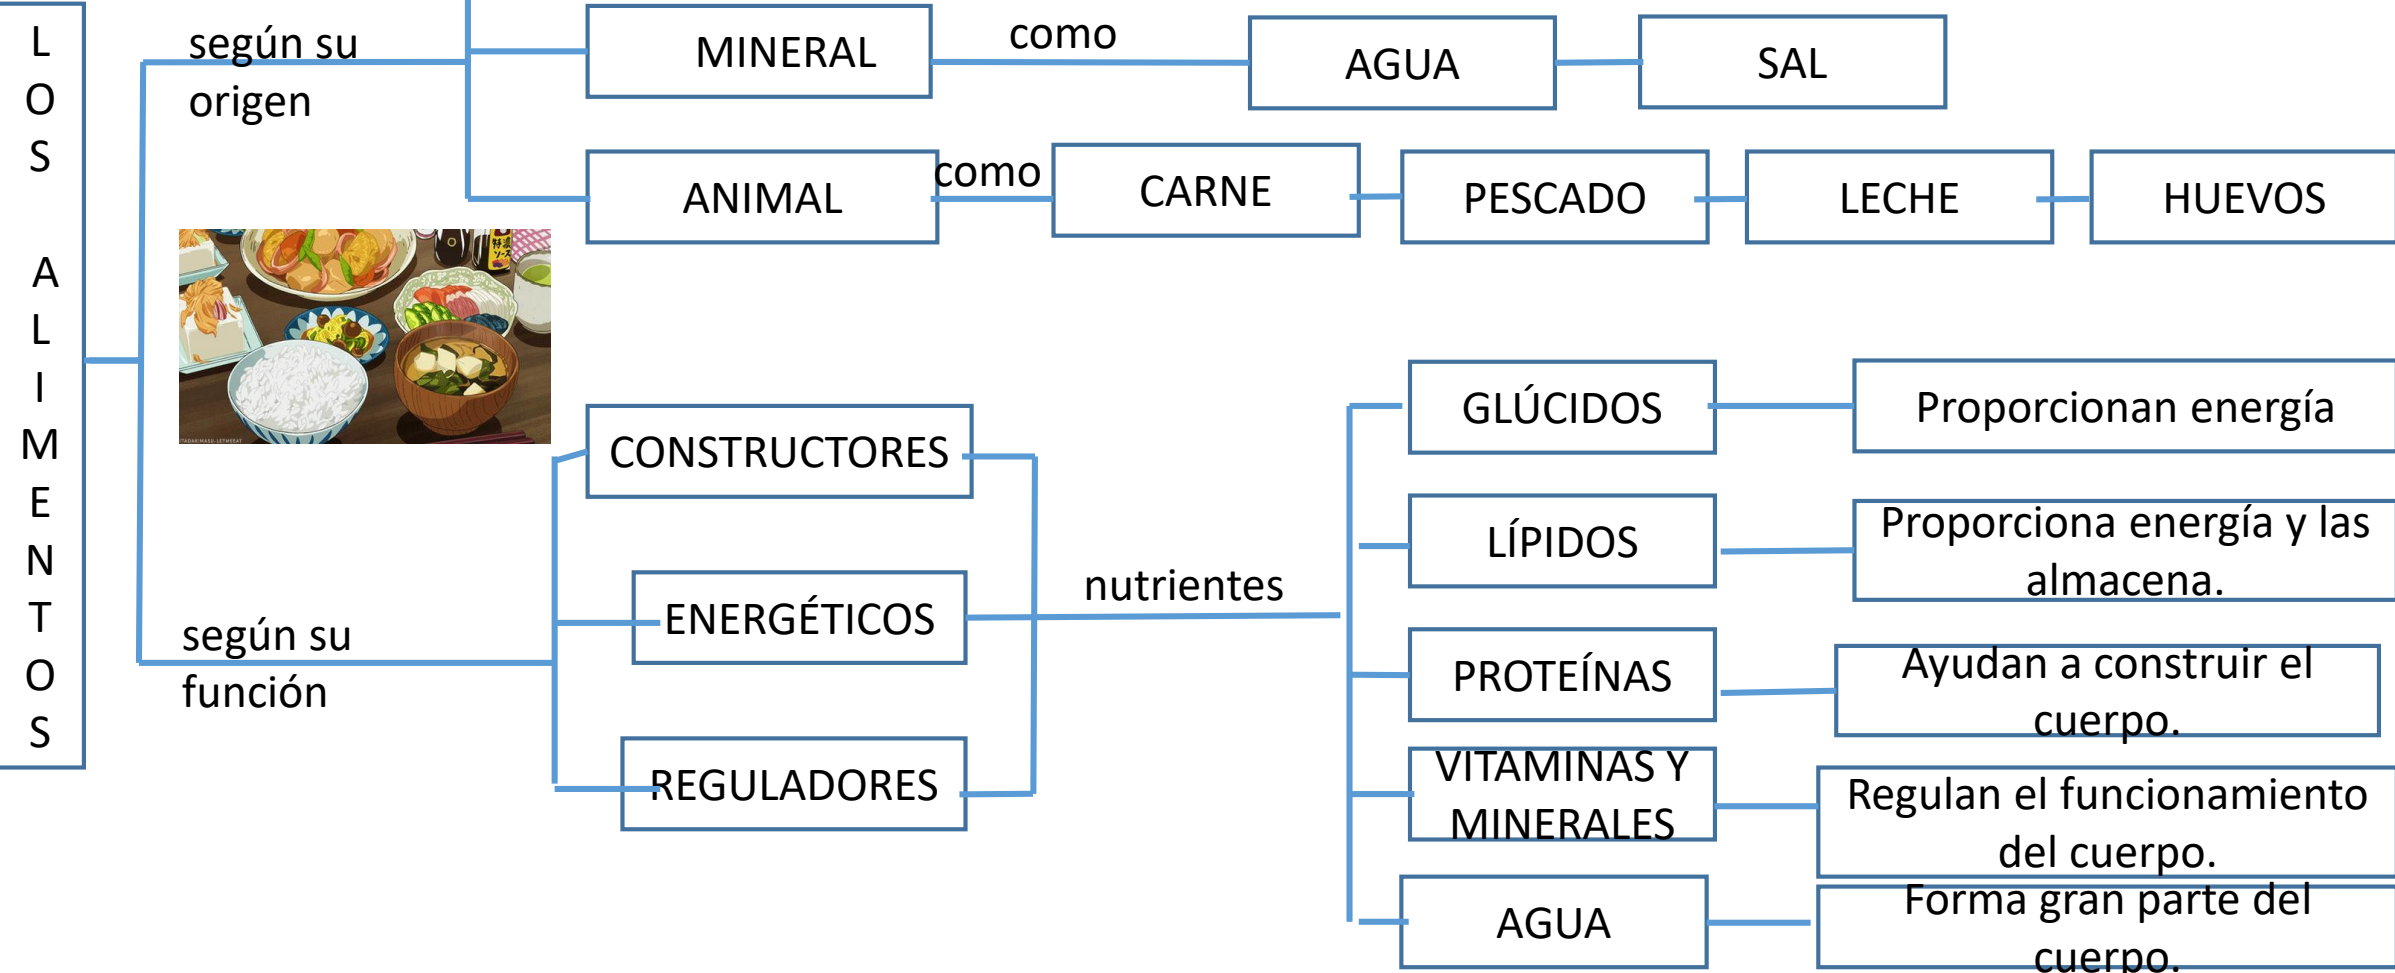 LOS ALIMENTOS
según su
origen
MINERAL
como
AGUA
SAL
ANIMAL
como
CARNE
PESCADO
LECHE
HUEVOS
según su
función
CONSTRUCTORES
ENERGÉTICOS
REGULADORES
nutrientes
GLÚCIDOS
Proporcionan energía
LÍPIDOS
Proporciona energía y las
almacena.
PROTEÍNAS
Ayudan a construir el
cuerpo.
VITAMINAS Y
MINERALES
Regulan el funcionamiento
del cuerpo.
AGUA
Forma gran parte del
cuerpo.